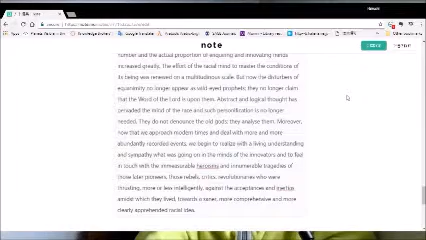 note
number and the actual proportion of enquiring and innovating minds
increased greatly. The effort of the racial mind to master the conditions of
its being was renewed on a multitudinous scale. But now the disturbers of
equanimity no longer appear as wild-eyed prophets; they no longer claim
that the Word of the Lord is upon them. Abstract and logical thought has
pervaded the mind of the race and such personification is no longer
needed. They do not denounce the old gods; they analyse them. Moreover,
now that we approach modern times and deal with more and more
abundantly recorded events, we begin to realize with a living understanding
and sympathy what was going on in the minds of the innovators and to feel
in touch with the immeasurable heroisms and innumerable tragedies of
those later pioneers, those rebels, critics, revolutionaries who were
thrusting, more or less intelligently, against the acceptances and inertias
amidst which they lived, towards a saner, more comprehensive and more
clearly apprehended racial idea.